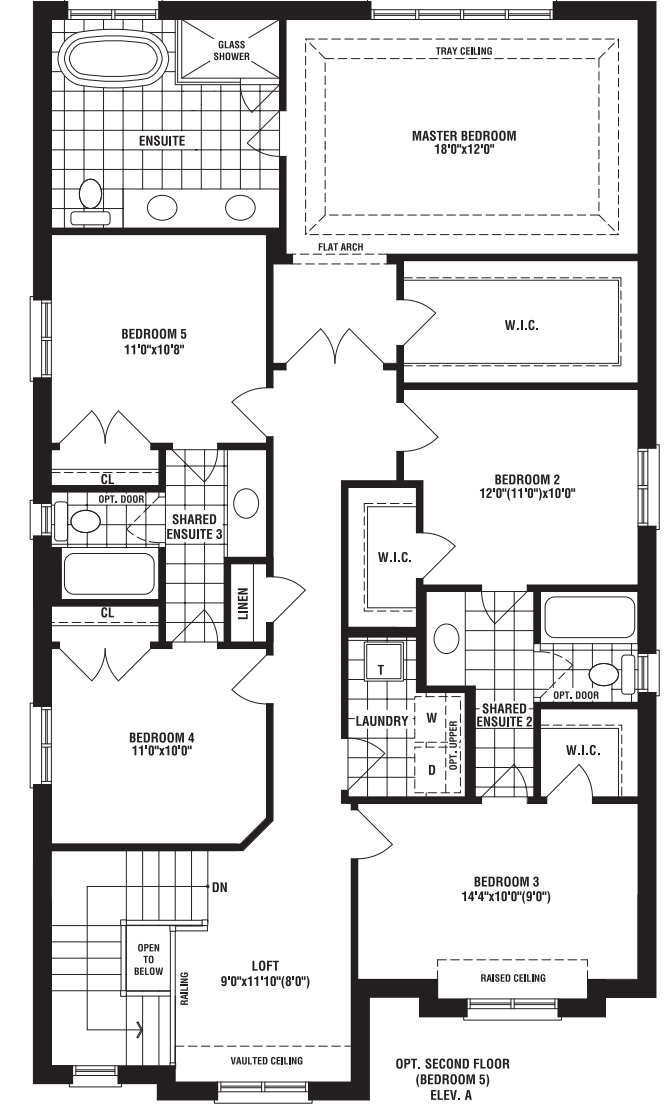 GLASS
SHOWER
TRAY CEILING
ENSUITE
MASTER BEDROOM
18'0"x12'0"
FLAT ARCH
W.I.C.
BEDROOM 5
11'0"x10'8"
CL
OPT. DOOR
BEDROOM 2
12'0"(11'0")x10'0"
SHARED
ENSUITE 3
W.I.C.
LINEN
CL
T
OPT. DOOR
SHARED
ENSUITE 2
LAUNDRY
W
OPT. UPPER
D
W.I.C.
BEDROOM 4
11'0"x10'0"
BEDROOM 3
14'4"x10'0"(9'0")
DN
OPEN
TO
BELOW
RAILING
LOFT
9'0"x11'10"(8'0")
RAISED CEILING
VAULTED CEILING
OPT. SECOND FLOOR
(BEDROOM 5)
ELEV. A